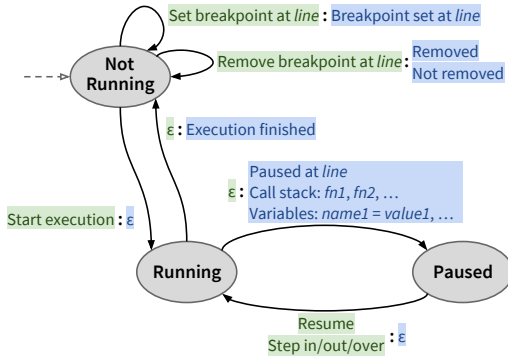 Set breakpoint at line : Breakpoint set at line
Not
Running
Remove breakpoint at line :
Removed
Not removed
ε : Execution finished
ε :
Paused at line
Call stack: fn1, fn2, …
Variables: name1 = value1, …
Start execution : ε
Running
Paused
Resume
Step in/out/over
: ε